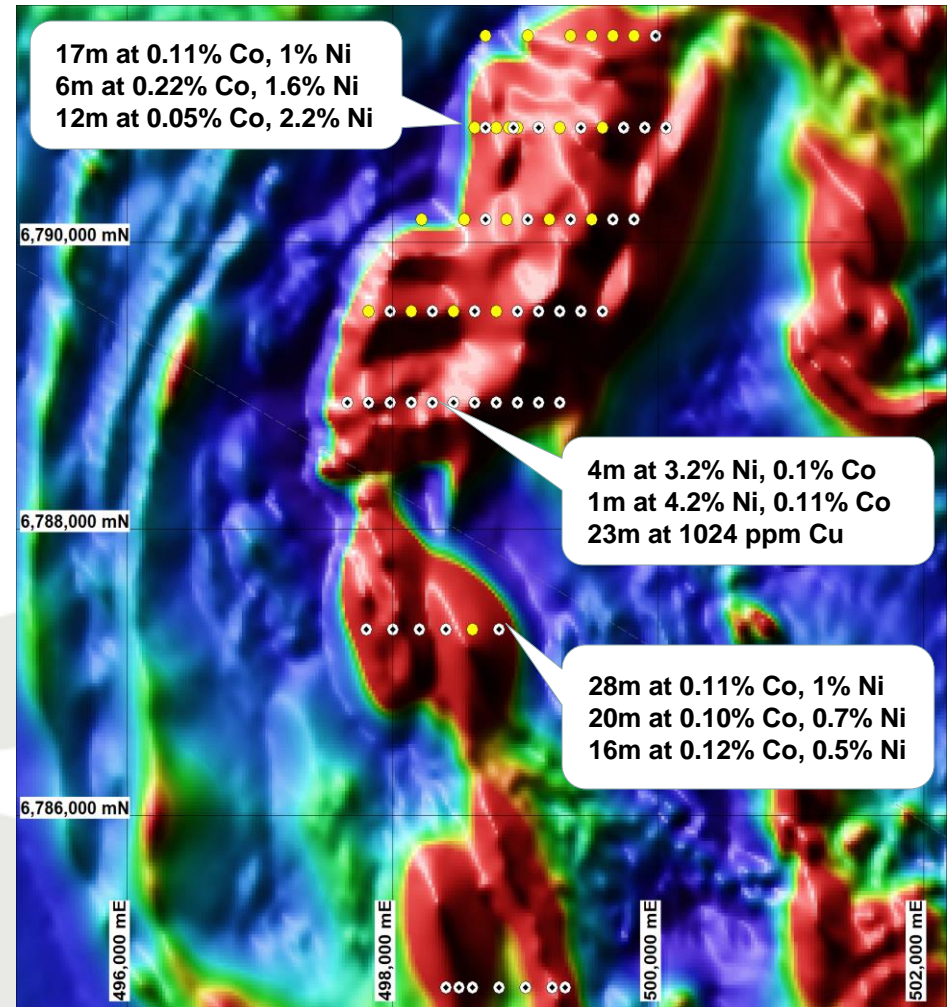 17m at 0.11% Co, 1% Ni
6m at 0.22% Co, 1.6% Ni
12m at 0.05% Co, 2.2% Ni
6,790,000 mN
4m at 3.2% Ni, 0.1% Co
1m at 4.2% Ni, 0.11% Co
23m at 1024 ppm Cu
6,788,000 mN
28m at 0.11% Co, 1% Ni
20m at 0.10% Co, 0.7% Ni
16m at 0.12% Co, 0.5% Ni
6,786,000 mN
496,000 mE
498,000 mE
500,000 mE
502,000 mE